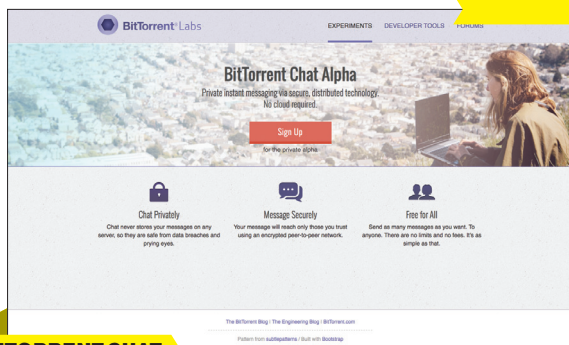 BitTorrent® Labs
EXPERIMENTS DEVELOPER TOOLS FORUMS
BitTorrent Chat Alpha
Private instant messaging via secure, distributed technology.
No cloud required.
Sign Up
for the private alpha
Chat Privately
Chat never stores your messages on any
server, so they are safe from data breaches and
prying eyes.
Message Securely
Your message will reach only those you trust
using an encrypted peer-to-peer network.
Free for All
Send as many messages as you want. To
anyone. There are no limits and no fees. It's as
simple as that.
The BitTorrent Blog / The Engineering Blog / BitTorrent.com
Pattern from subtlepatterns / Built with Bootstrap
TORRENT CHAT